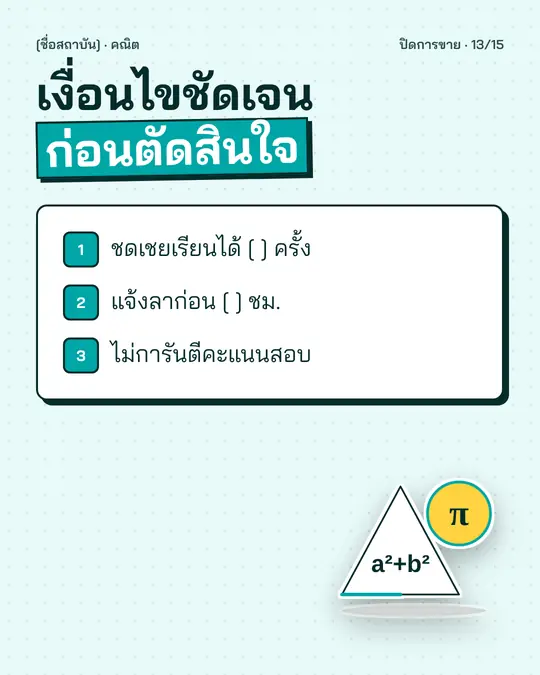 (ชื่อสถาบัน) · คณิต
ปิดการขาย · 13/15
เงื่อนไขชัดเจน
ก่อนตัดสินใจ
1 ชดเชยเรียนได้ ( ) ครั้ง
2 แจ้งลาก่อน ( ) ชม.
3 ไม่การันตีคะแนนสอบ
π
a²+b²